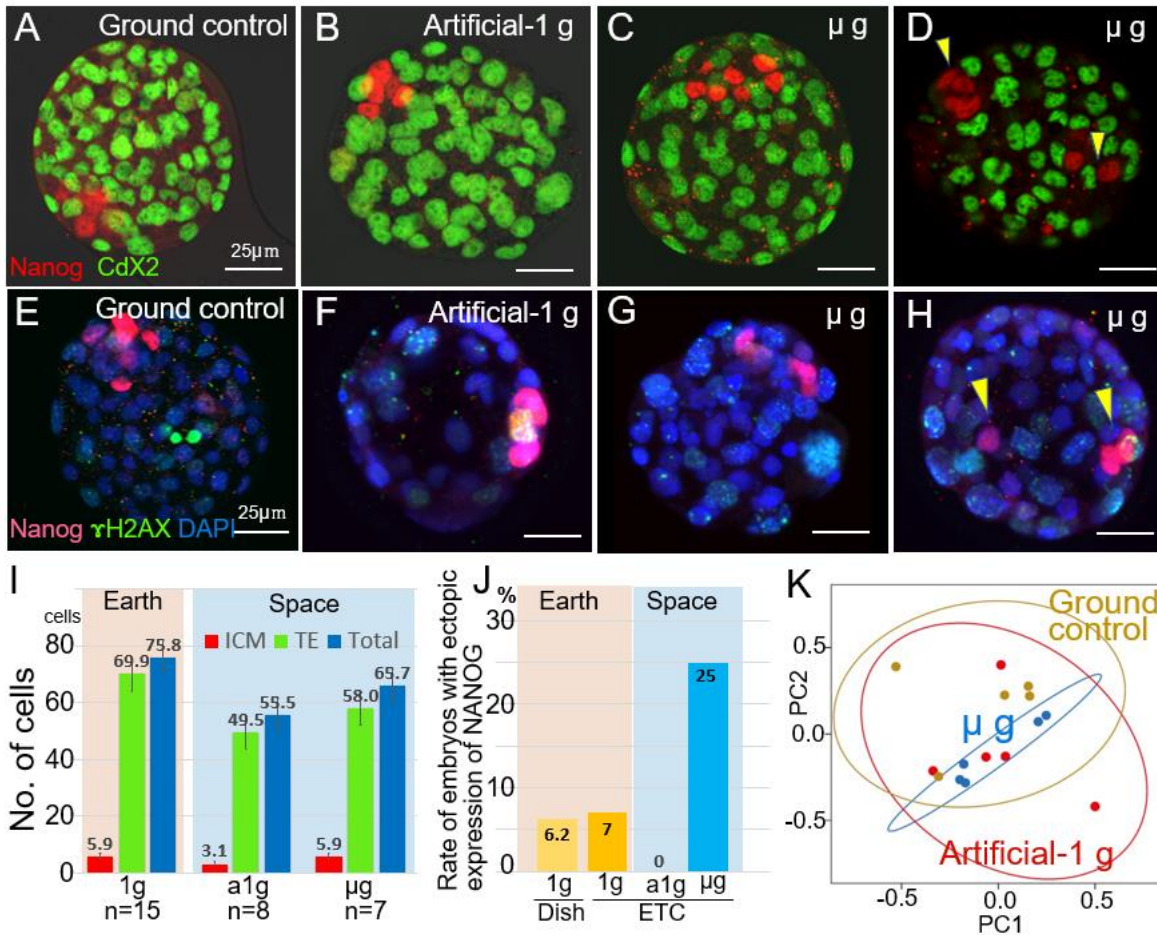 A Ground control
B Artificial-1 g
C µ g
D µ g
25µm
Nanog CdX2
E Ground control
F Artificial-1 g
G µ g
H µ g
Nanog ɤH2AX DAPI 25µm
I
cells
Earth Space
ICM TE Total
No. of cells
80
60
40
20
0
5.9 69.9 75.8
3.1 49.5 55.5
5.9 58.0 65.7
1g a1g µg
n=15 n=8 n=7
J
%
Earth Space
Rate of embryos with ectopic
expression of NANOG
30
20
10
0
6.2 7 0 25
1g 1g a1g µg
Dish ETC
K
Ground
control
µ g
Artificial-1 g
PC2
0.5
0.0
-0.5
-0.5 0.0 0.5
PC1